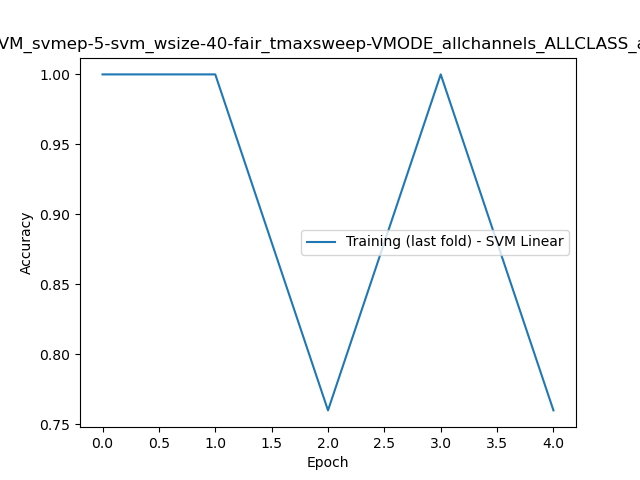 VM_svmep-5-svm_wsize-40-fair_tmaxsweep-VMODE_allchannels_ALLCLASS_a
1.00
0.95
0.90
0.85
0.80
0.75
Accuracy
Training (last fold) - SVM Linear
0.0 0.5 1.0 1.5 2.0 2.5 3.0 3.5 4.0
Epoch